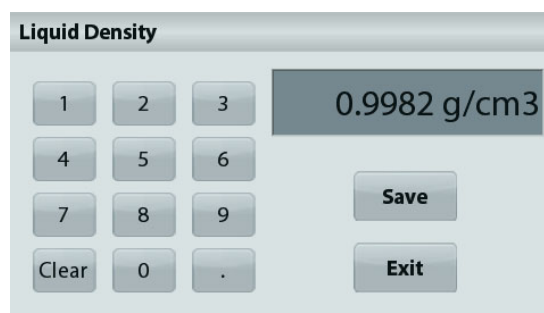 Liquid Density
1 2 3
0.9982 g/cm3
4 5 6
7 8 9
Save
Clear 0 .
Exit